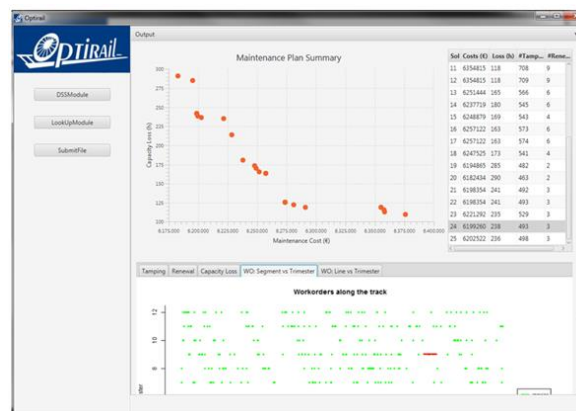 Optirail
OPTIRAIL
DSSModule
LookUpModule
SubmitFile
Output
Maintenance Plan Summary
Capacity Loss (h)
300
275
250
225
200
175
150
125
100
6.175.000 6.200.000 6.225.000 6.250.000 6.275.000 6.300.000 6.325.000 6.350.000 6.375.000 6.400.000
Maintenance Cost (€)
Sol Costs (€) Loss (h) #Tamp... #Rene...
11 6354815 118 708 9
12 6354815 118 709 9
13 6251444 165 566 6
14 6237719 180 545 6
15 6248879 169 543 4
16 6257122 163 573 6
17 6257122 163 574 6
18 6247525 173 541 4
19 6194865 285 482 2
20 6182434 290 463 2
21 6198354 241 492 3
22 6198354 241 493 3
23 6221292 235 529 3
24 6199260 238 493 3
25 6202522 236 498 3
Tamping Renewal Capacity Loss WO: Segment vs Trimester WO: Line vs Trimester
Workorders along the track
12
10
8